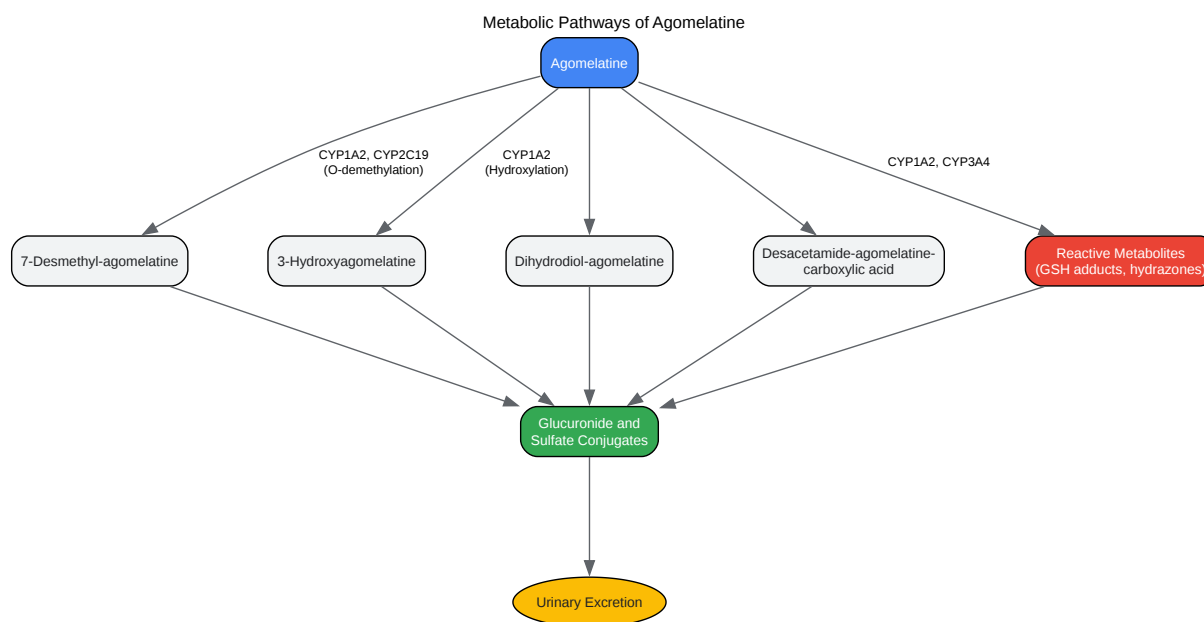 Metabolic Pathways of Agomelatine
Agomelatine
CYP1A2, CYP2C19
(O-demethylation)
CYP1A2
(Hydroxylation)
CYP1A2, CYP3A4
7-Desmethyl-agomelatine
3-Hydroxyagomelatine
Dihydrodiol-agomelatine
Desacetamide-agomelatine-
carboxylic acid
Reactive Metabolites
(GSH adducts, hydrazones)
Glucuronide and
Sulfate Conjugates
Urinary Excretion